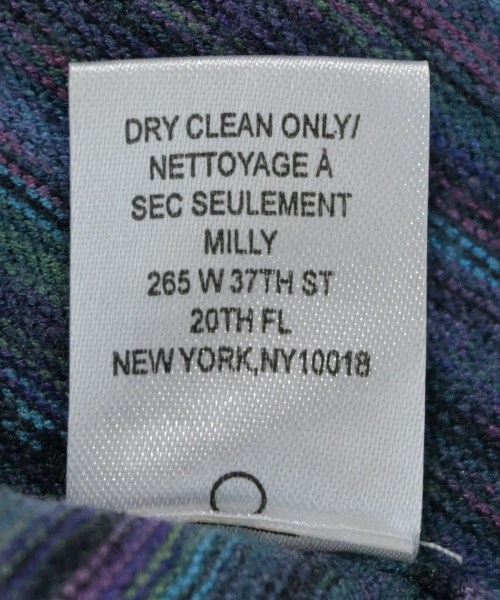 DRY CLEAN ONLY/
NETTOYAGE À
SEC SEULEMENT
MILLY
265 W 37TH ST
20TH FL
NEW YORK,NY10018